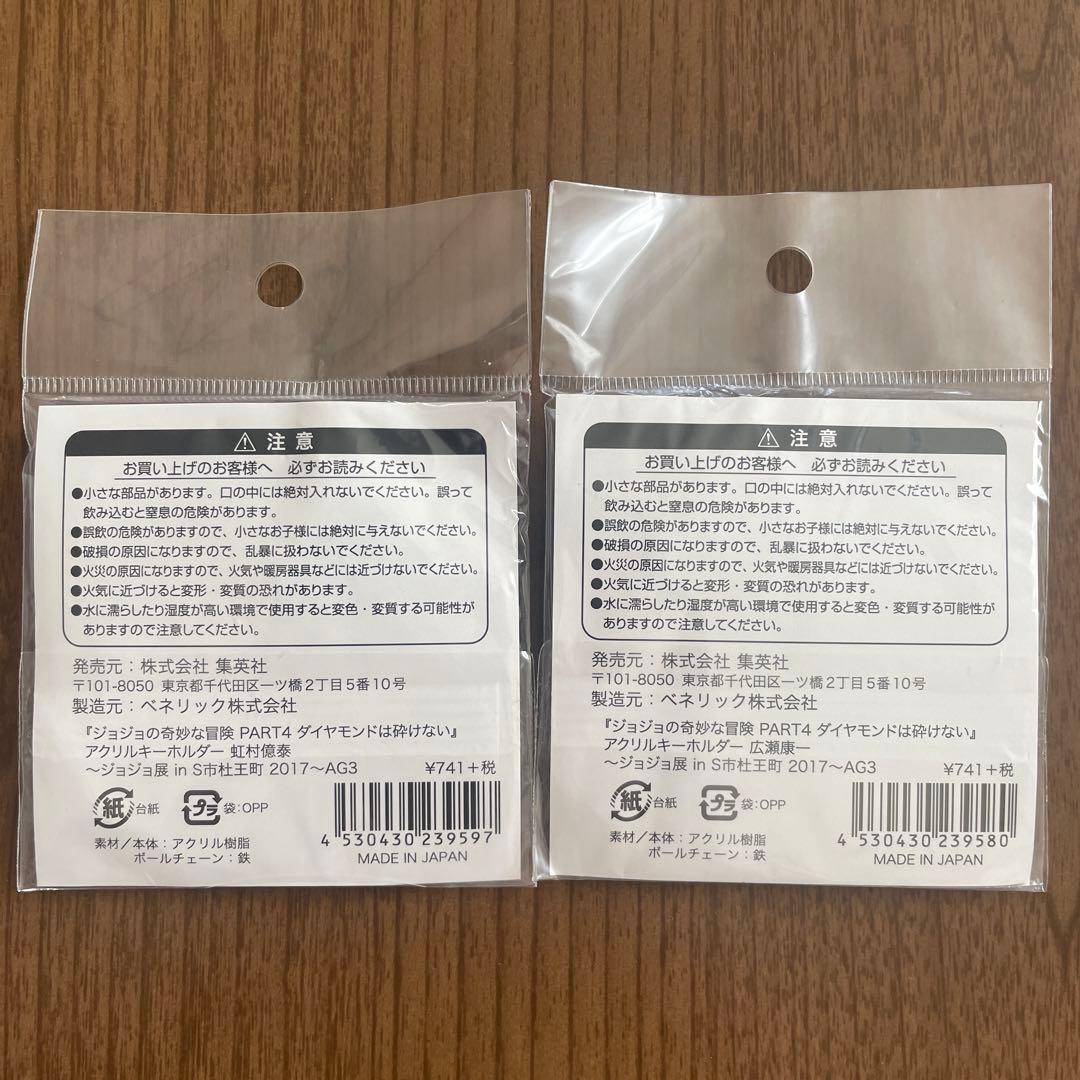 ⚠ 注意
お買い上げのお客様へ 必ずお読みください
●小さな部品があります。口の中には絶対入れないでください。誤って
飲み込むと窒息の危険があります。
●誤飲の危険がありますので、小さなお子様には絶対に与えないでください。
●破損の原因になりますので、乱暴に扱わないでください。
●火災の原因になりますので、火気や暖房器具などには近づけないでください。
●火気に近づけると変形・変質の恐れがあります。
●水に濡らしたり湿度が高い環境で使用すると変色・変質する可能性が
ありますので注意してください。
発売元：株式会社 集英社
〒101-8050 東京都千代田区一ツ橋2丁目5番10号
製造元：ベネリック株式会社
『ジョジョの奇妙な冒険 PART4 ダイヤモンドは砕けない』
アクリルキーホルダー 虹村億泰
～ジョジョ展 in S市杜王町 2017～AG3 ¥741＋税
紙 台紙 プラ 袋：OPP
4 530430 239597
素材／本体：アクリル樹脂
ボールチェーン：鉄
MADE IN JAPAN
⚠ 注意
お買い上げのお客様へ 必ずお読みください
●小さな部品があります。口の中には絶対入れないでください。誤って
飲み込むと窒息の危険があります。
●誤飲の危険がありますので、小さなお子様には絶対に与えないでください。
●破損の原因になりますので、乱暴に扱わないでください。
●火災の原因になりますので、火気や暖房器具などには近づけないでください。
●火気に近づけると変形・変質の恐れがあります。
●水に濡らしたり湿度が高い環境で使用すると変色・変質する可能性が
ありますので注意してください。
発売元：株式会社 集英社
〒101-8050 東京都千代田区一ツ橋2丁目5番10号
製造元：ベネリック株式会社
『ジョジョの奇妙な冒険 PART4 ダイヤモンドは砕けない』
アクリルキーホルダー 広瀬康一
～ジョジョ展 in S市杜王町 2017～AG3 ¥741＋税
紙 台紙 プラ 袋：OPP
4 530430 239580
素材／本体：アクリル樹脂
ボールチェーン：鉄
MADE IN JAPAN